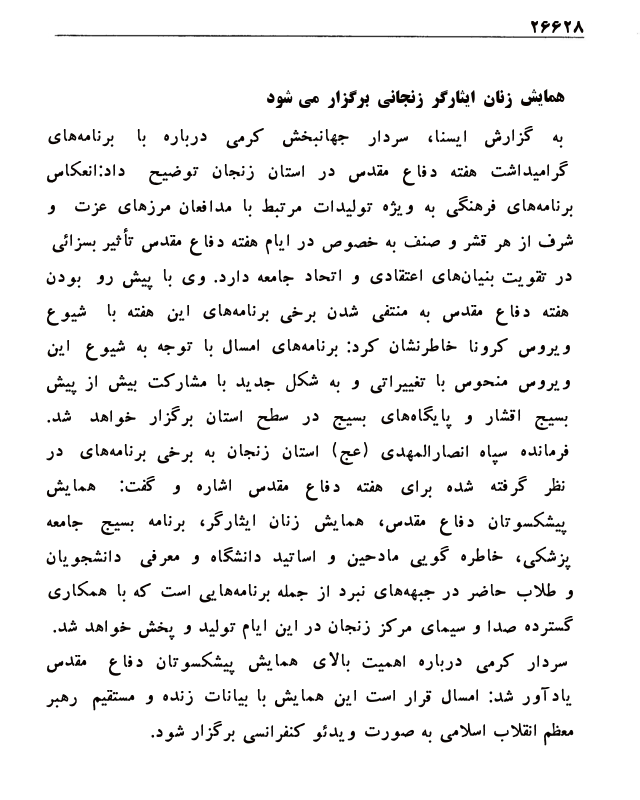 ۲۶۶۲۸
همایش زنان ایثارگر زنجانی برگزار می شود
به گزارش ایسنا، سردار جهانبخش کرمی درباره با برنامه‌های
گرامیداشت هفته دفاع مقدس در استان زنجان توضیح داد:انعکاس
برنامه‌های فرهنگی به ویژه تولیدات مرتبط با مدافعان مرزهای عزت و
شرف از هر قشر و صنف به خصوص در ایام هفته دفاع مقدس تأثیر بسزائی
در تقویت بنیان‌های اعتقادی و اتحاد جامعه دارد. وی با پیش رو بودن
هفته دفاع مقدس به منتفی شدن برخی برنامه‌های این هفته با شیوع
ویروس کرونا خاطرنشان کرد: برنامه‌های امسال با توجه به شیوع این
ویروس منحوس با تغییراتی و به شکل جدید با مشارکت بیش از پیش
بسیج اقشار و پایگاه‌های بسیج در سطح استان برگزار خواهد شد.
فرمانده سپاه انصارالمهدی (عج) استان زنجان به برخی برنامه‌های در
نظر گرفته شده برای هفته دفاع مقدس اشاره و گفت: همایش
پیشکسوتان دفاع مقدس، همایش زنان ایثارگر، برنامه بسیج جامعه
پزشکی، خاطره گویی مادحین و اساتید دانشگاه و معرفی دانشجویان
و طلاب حاضر در جبهه‌های نبرد از جمله برنامه‌هایی است که با همکاری
گسترده صدا و سیمای مرکز زنجان در این ایام تولید و پخش خواهد شد.
سردار کرمی درباره اهمیت بالای همایش پیشکسوتان دفاع مقدس
یادآور شد: امسال قرار است این همایش با بیانات زنده و مستقیم رهبر
معظم انقلاب اسلامی به صورت ویدئو کنفرانسی برگزار شود.